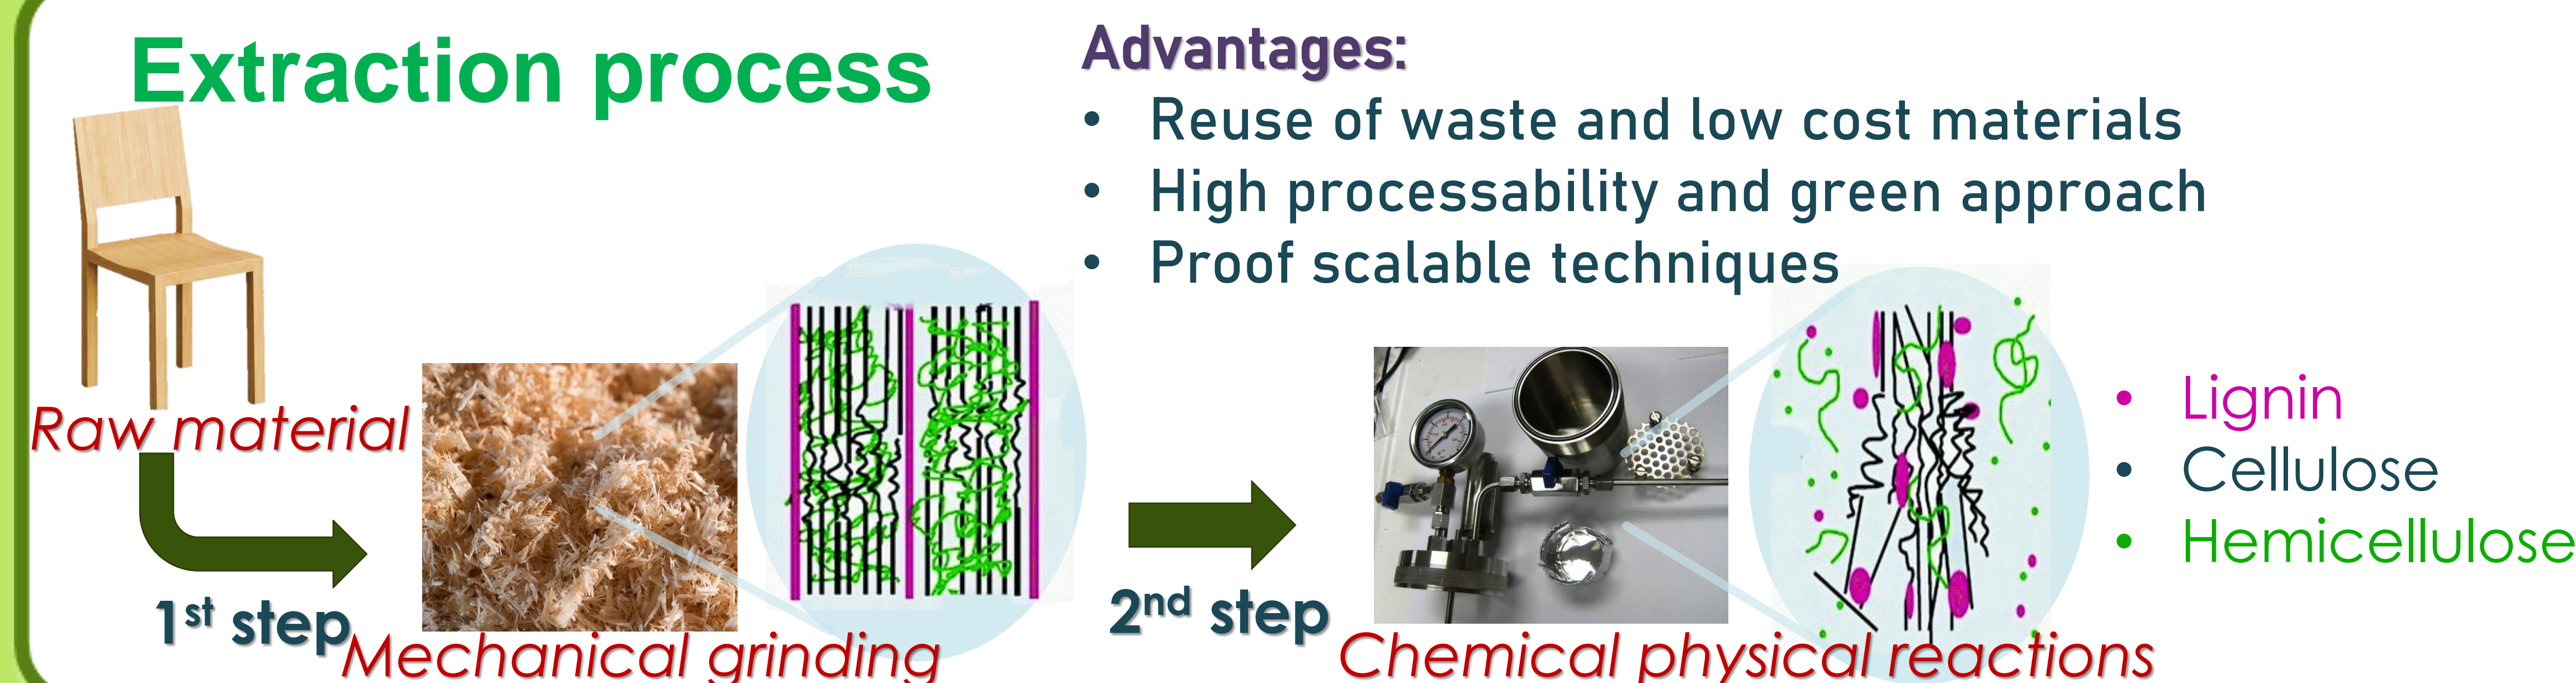 Extraction process
Advantages:
• Reuse of waste and low cost materials
• High processability and green approach
• Proof scalable techniques
Raw material
1st step
Mechanical grinding
2nd step
Chemical physical reactions
• Lignin
• Cellulose
• Hemicellulose